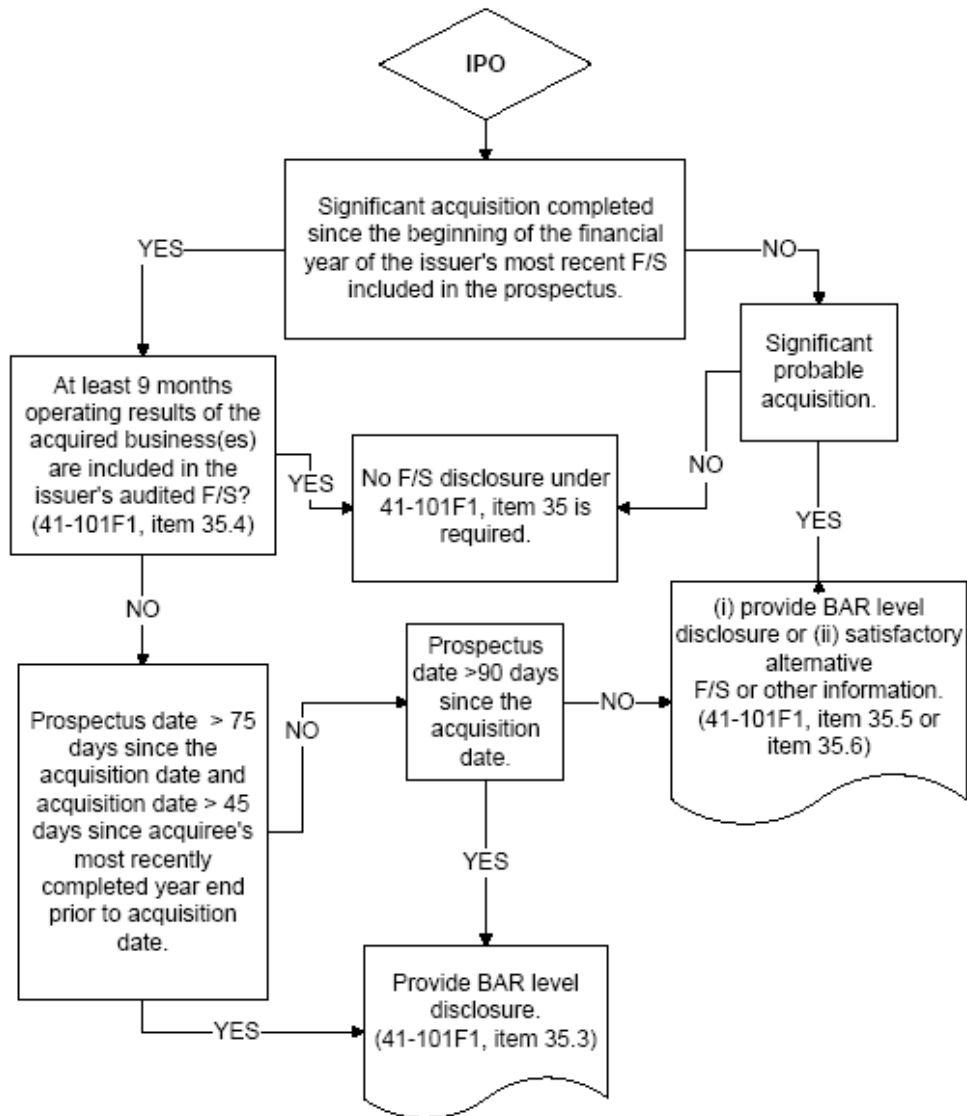 IPO
Significant acquisition completed
since the beginning of the financial
year of the issuer's most recent F/S
included in the prospectus.
YES
NO
At least 9 months
operating results of the
acquired business(es)
are included in the
issuer's audited F/S?
(41-101F1, item 35.4)
Significant
probable
acquisition.
YES
No F/S disclosure under
41-101F1, item 35 is
required.
NO
YES
NO
(i) provide BAR level
disclosure or (ii) satisfactory
alternative
F/S or other information.
(41-101F1, item 35.5 or
item 35.6)
Prospectus date > 75
days since the
acquisition date and
acquisition date > 45
days since acquiree's
most recently
completed year end
prior to acquisition
date.
NO
Prospectus
date >90 days
since the
acquisition
date.
NO
YES
YES
Provide BAR level
disclosure.
(41-101F1, item 35.3)